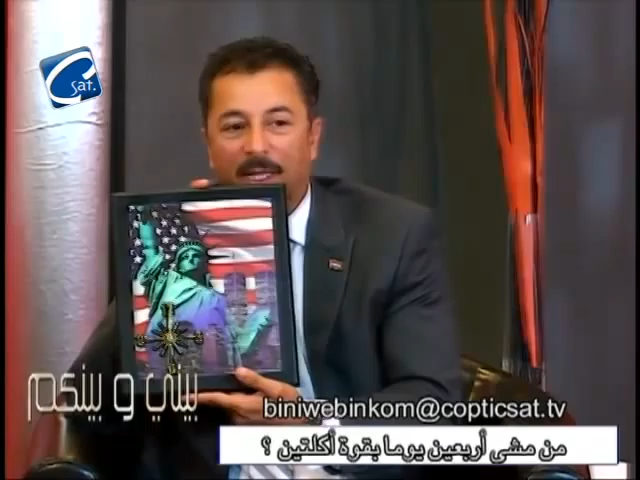 C
sat.
بيني و بينكم
biniwebinkom@copticsat.tv
من مشى أربعين يوما بقوة أكلتين ؟